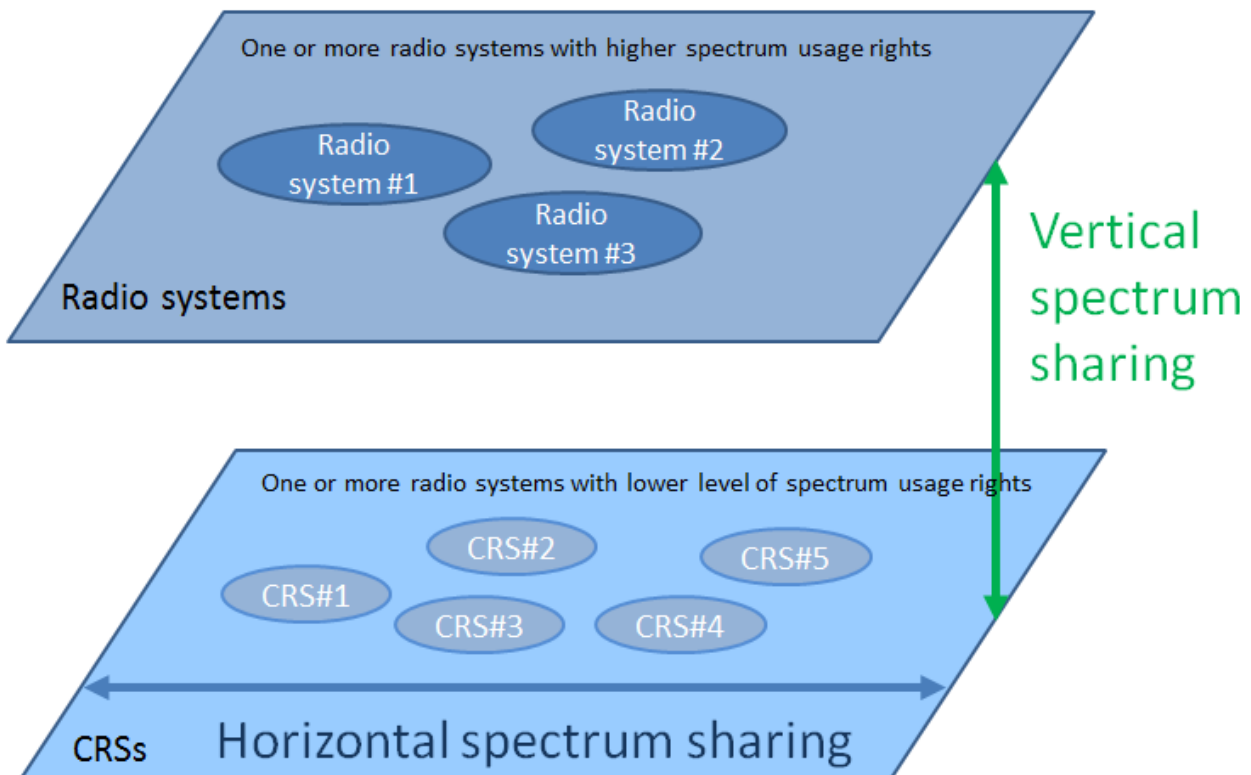 One or more radio systems with higher spectrum usage rights
Radio
system #1
Radio
system #2
Radio
system #3
Radio systems
Vertical
spectrum
sharing
One or more radio systems with lower level of spectrum usage rights
CRS#1
CRS#2
CRS#3
CRS#4
CRS#5
Horizontal spectrum sharing
CRSs